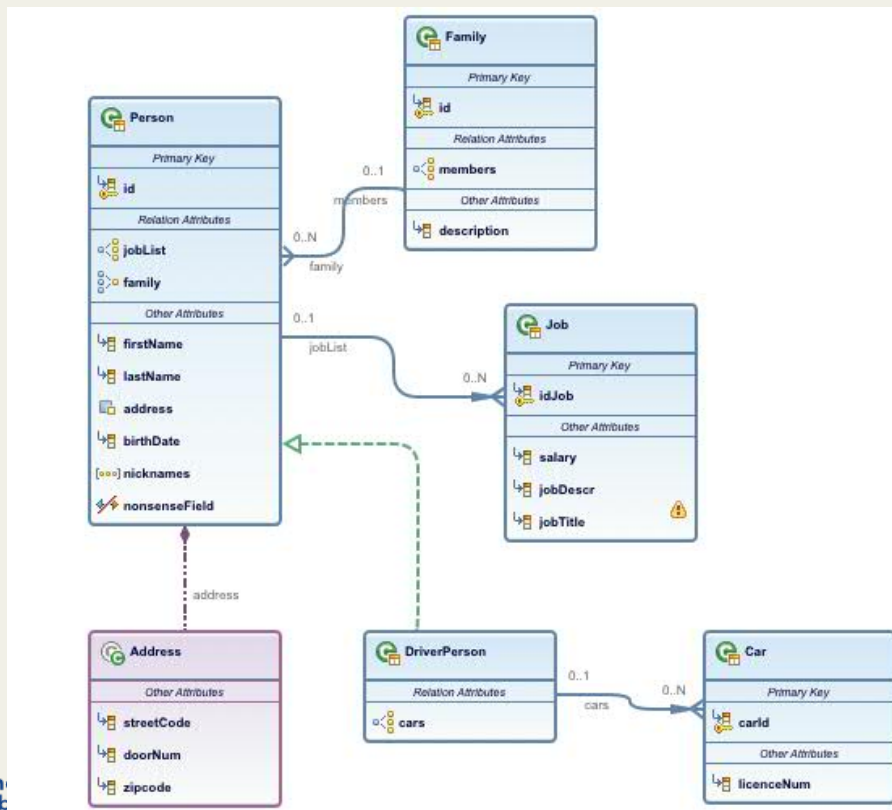 Family
Primary Key
id
Relation Attributes
members
Other Attributes
description
Person
Primary Key
id
Relation Attributes
jobList
family
Other Attributes
firstName
lastName
address
birthDate
nicknames
nonsenseField
0..1
members
0..N
family
0..1
jobList
0..N
Job
Primary Key
idJob
Other Attributes
salary
jobDescr
jobTitle
address
Address
Other Attributes
streetCode
doorNum
zipcode
DriverPerson
Relation Attributes
cars
0..1
cars
0..N
Car
Primary Key
carId
Other Attributes
licenceNum